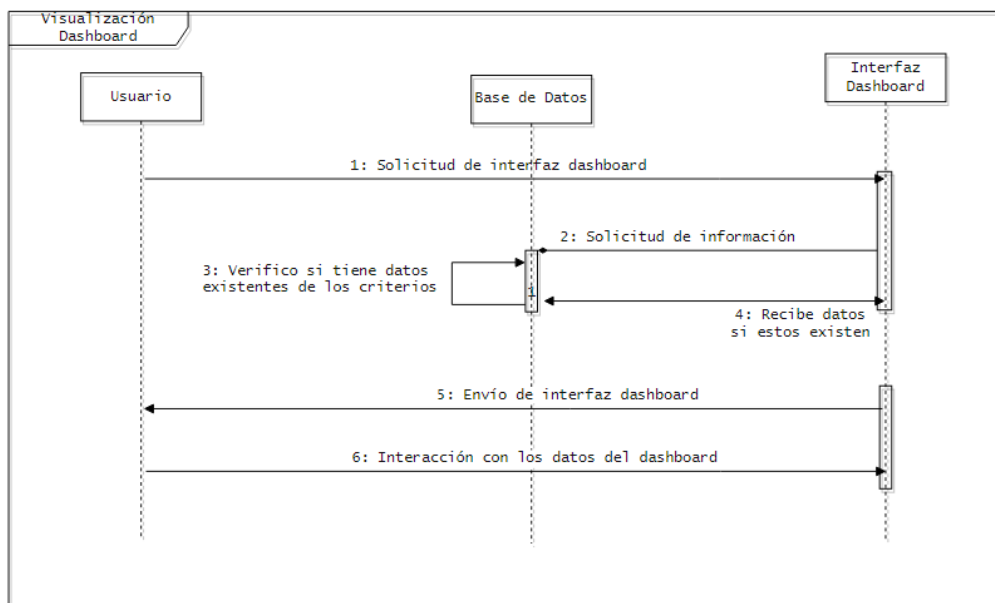 Visualización
Dashboard
Usuario
Base de Datos
Interfaz
Dashboard
1: Solicitud de interfaz dashboard
2: Solicitud de información
3: Verifico si tiene datos
existentes de los criterios
1
4: Recibe datos
si estos existen
5: Envío de interfaz dashboard
6: Interacción con los datos del dashboard